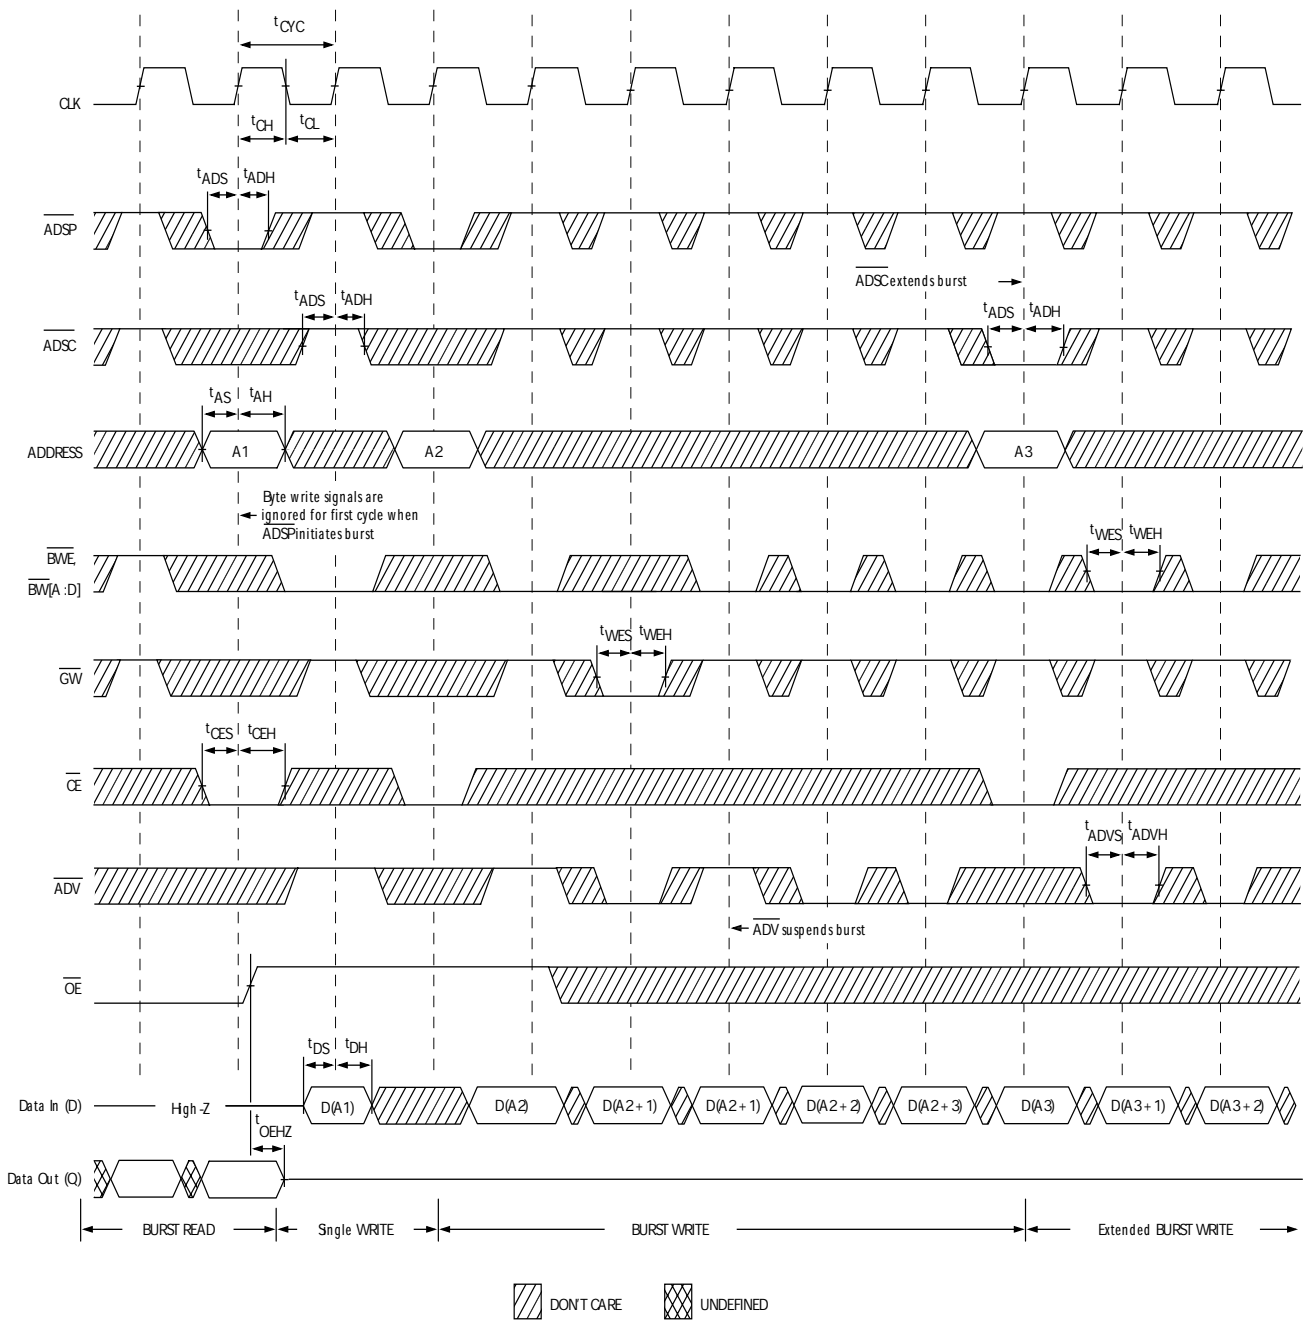 tCYC
CLK
tCH
tCL
tADS
tADH
ADSP
ADSC extends burst
tADS
tADH
tADS
tADH
ADSC
tAS
tAH
ADDRESS
A1
A2
A3
Byte write signals are
ignored for first cycle when
ADSP initiates burst
tWES
tWEH
BWE,
BW[A :D]
tWES
tWEH
GW
tCES
tCEH
CE
tADVS
tADVH
ADV
ADV suspends burst
OE
tDS
tDH
Data In (D)
High-Z
D(A1)
D(A2)
D(A2 + 1)
D(A2 + 1)
D(A2 + 2)
D(A2 + 3)
D(A3)
D(A3 + 1)
D(A3 + 2)
tOEHZ
Data Out (Q)
BURST READ
Single WRITE
BURST WRITE
Extended BURST WRITE
DON'T CARE
UNDEFINED